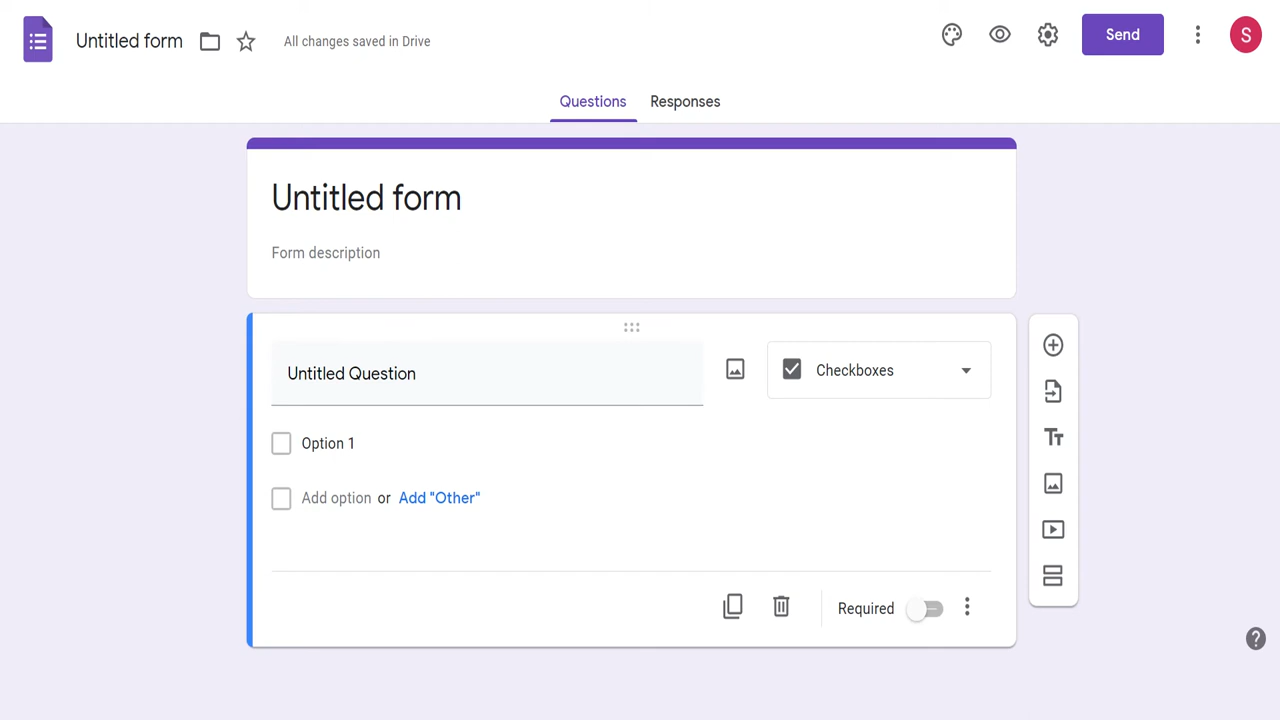 Untitled form
All changes saved in Drive
Send
S
Questions
Responses
Untitled form
Form description
Untitled Question
Checkboxes
Option 1
Add option or Add "Other"
Tт
Required
?